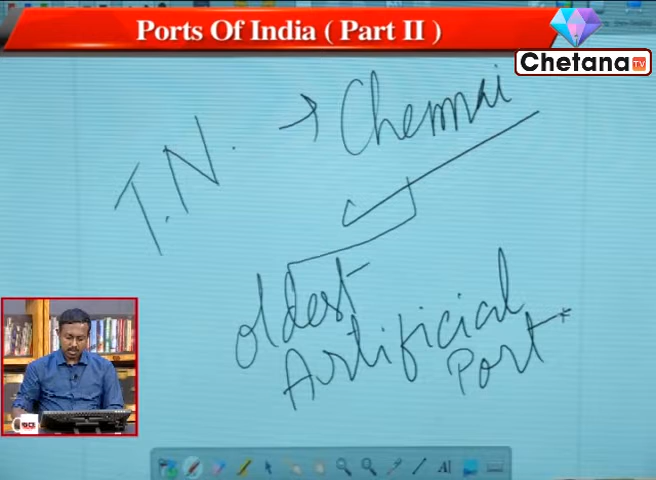 Ports Of India ( Part II )
Chetana TV
T.N. → Chennai
oldest
Artificial
Port *